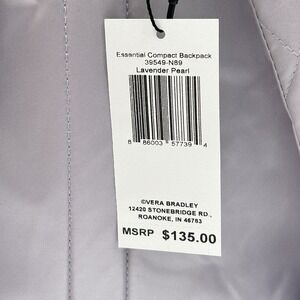 Essential Compact Backpack
39549-N89
Lavender Pearl
8 86003 57739 4
©VERA BRADLEY
12420 STONEBRIDGE RD.,
ROANOKE, IN 46783
MSRP $135.00